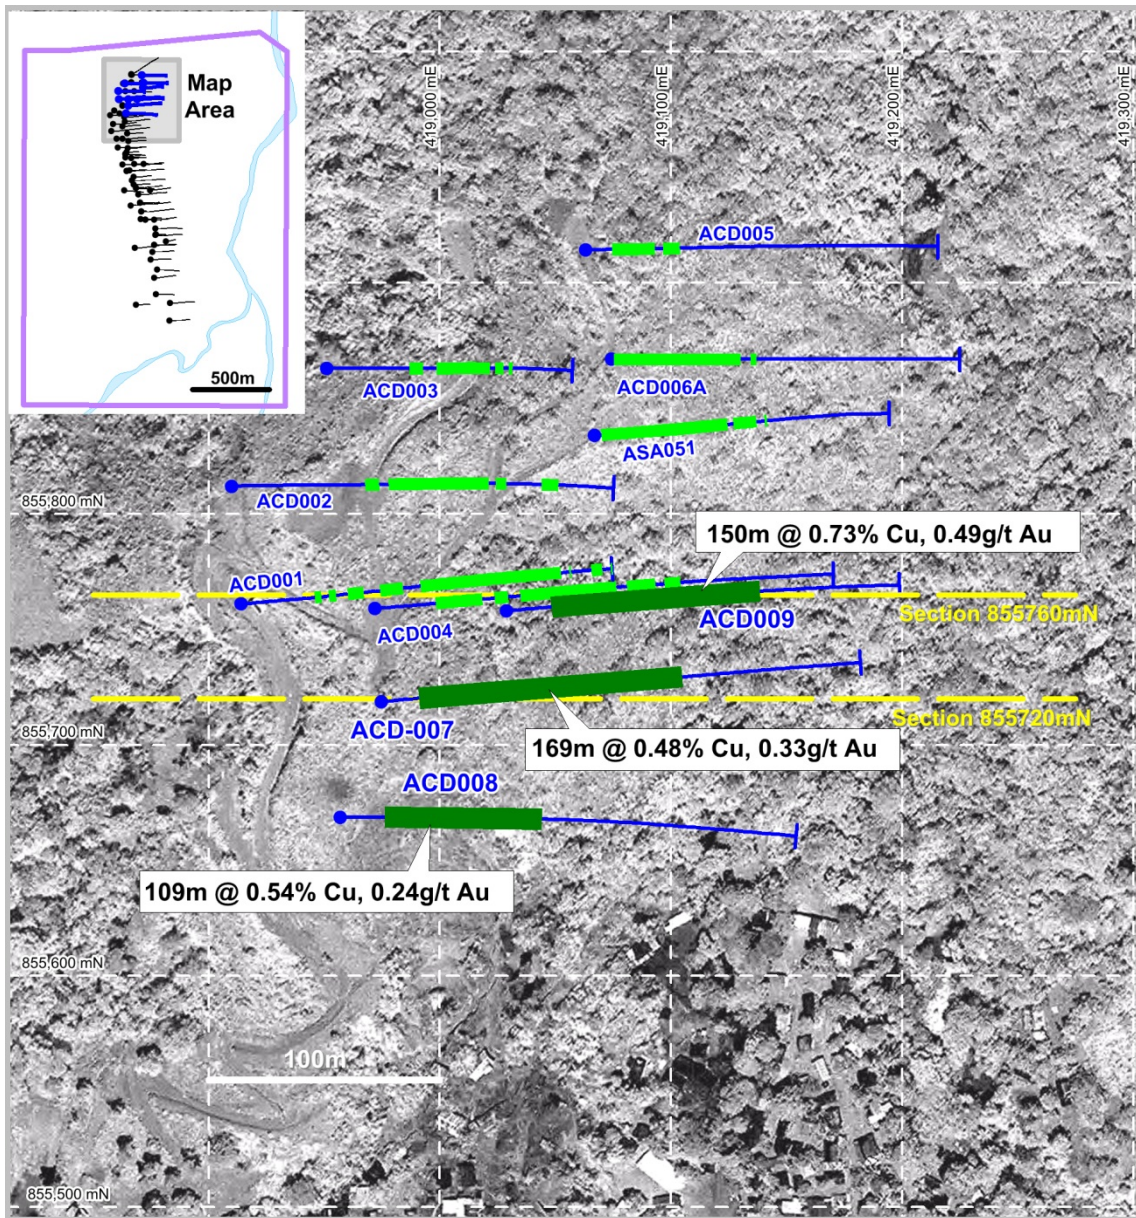 Map
Area
500m
419,000 mE
419,100 mE
419,200 mE
419,300 mE
ACD005
ACD003
ACD006A
ASA051
ACD002
855,800 mN
150m @ 0.73% Cu, 0.49g/t Au
ACD001
ACD004
ACD009
Section 855760mN
ACD-007
Section 855720mN
855,700 mN
169m @ 0.48% Cu, 0.33g/t Au
ACD008
109m @ 0.54% Cu, 0.24g/t Au
855,600 mN
100m
855,500 mN